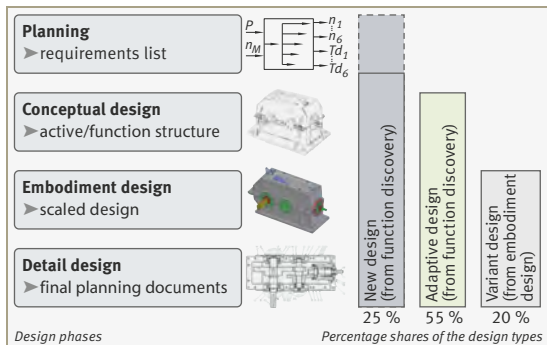 Planning
➤requirements list
P
n_M
n_1
n_6
Td_1
Td_6
Conceptual design
➤active/function structure
Embodiment design
➤scaled design
Detail design
➤final planning documents
New design
(from function discovery)
Adaptive design
(from function discovery)
Variant design
(from embodiment
design)
25 %
55 %
20 %
Design phases
Percentage shares of the design types